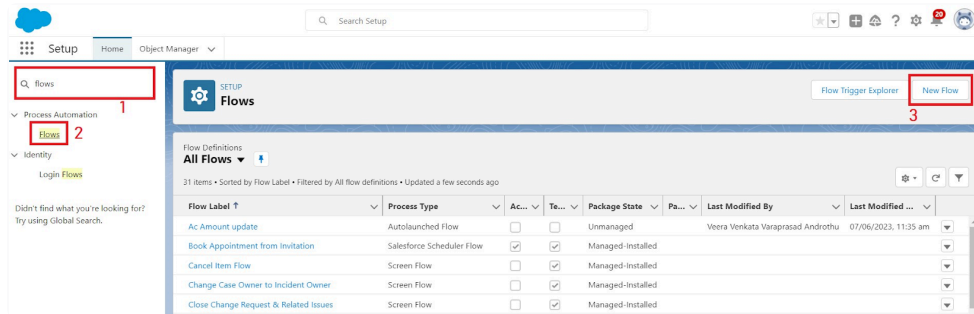 Search Setup
20
Setup Home Object Manager
flows
1
Process Automation
Flows 2
Identity
Login Flows
Didn't find what you're looking for?
Try using Global Search.
SETUP
Flows
Flow Trigger Explorer New Flow
3
Flow Definitions
All Flows
31 items • Sorted by Flow Label • Filtered by All flow definitions • Updated a few seconds ago
Flow Label ↑ Process Type Ac... Te... Package State Pa... Last Modified By Last Modified ...
Ac Amount update Autolaunched Flow Unmanaged Veera Venkata Varaprasad Androthu 07/06/2023, 11:35 am
Book Appointment from Invitation Salesforce Scheduler Flow Managed-Installed
Cancel Item Flow Screen Flow Managed-Installed
Change Case Owner to Incident Owner Screen Flow Managed-Installed
Close Change Request & Related Issues Screen Flow Managed-Installed